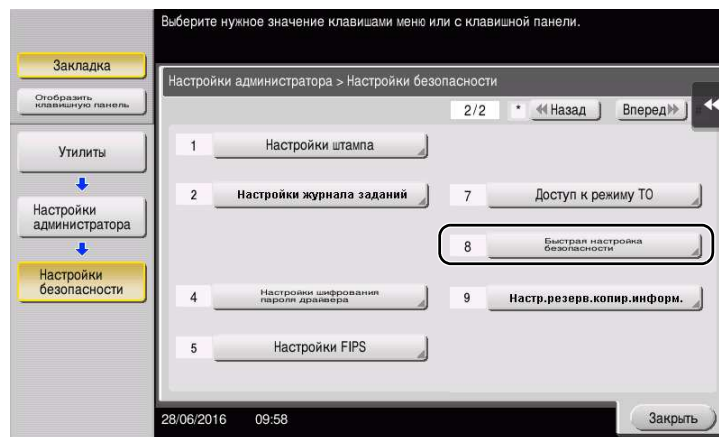 Выберите нужное значение клавишами меню или с клавишной панели.
Закладка
Отобразить
клавишную панель
Утилиты
Настройки
администратора
Настройки
безопасности
Настройки администратора > Настройки безопасности
2/2 * Назад Вперед
1 Настройки штампа
2 Настройки журнала заданий
7 Доступ к режиму ТО
8 Быстрая настройка
безопасности
4 Настройки шифрования
пароля драйвера
9 Настр.резерв.копир.информ.
5 Настройки FIPS
28/06/2016 09:58
Закрыть